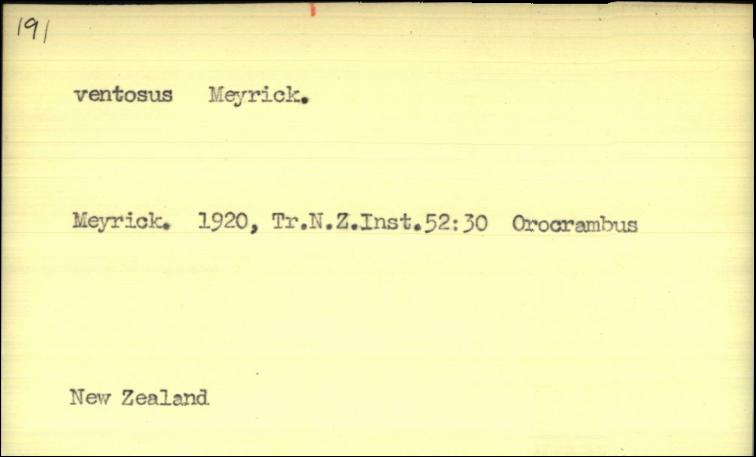 191
ventosus Meyrick.
Meyrick. 1920, Tr.N.Z.Inst.52:30 Orocrambus
New Zealand